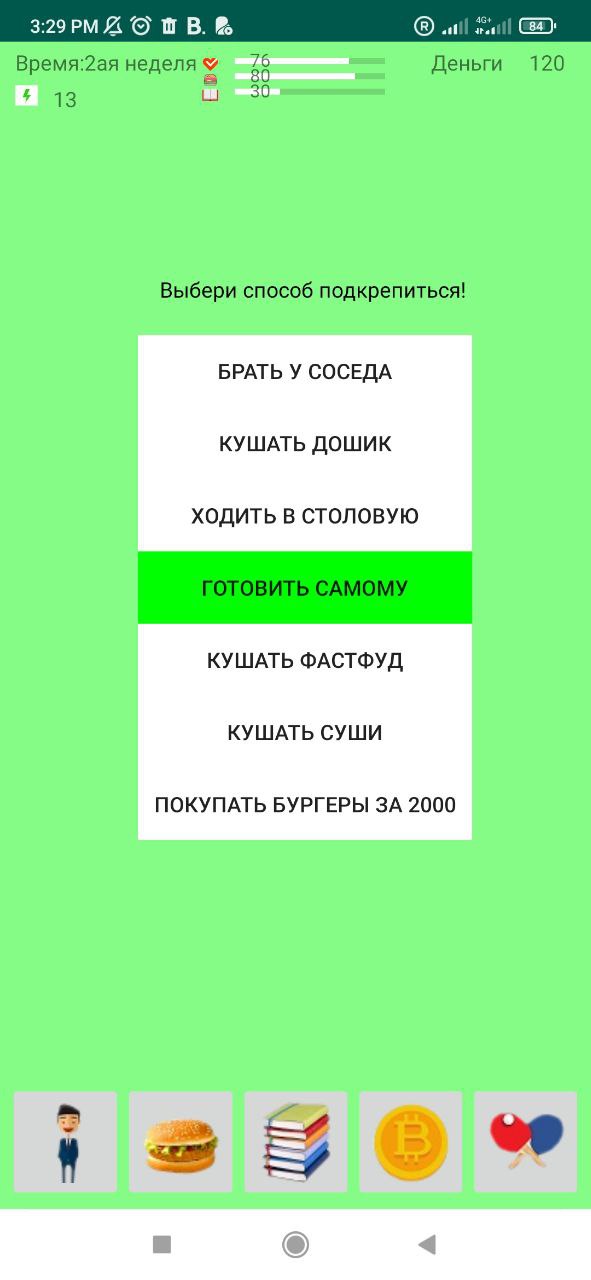 3:29 PM B. R 4G+ 84
Время:2ая неделя 76 Деньги 120
80
30
13
Выбери способ подкрепиться!
БРАТЬ У СОСЕДА
КУШАТЬ ДОШИК
ХОДИТЬ В СТОЛОВУЮ
ГОТОВИТЬ САМОМУ
КУШАТЬ ФАСТФУД
КУШАТЬ СУШИ
ПОКУПАТЬ БУРГЕРЫ ЗА 2000